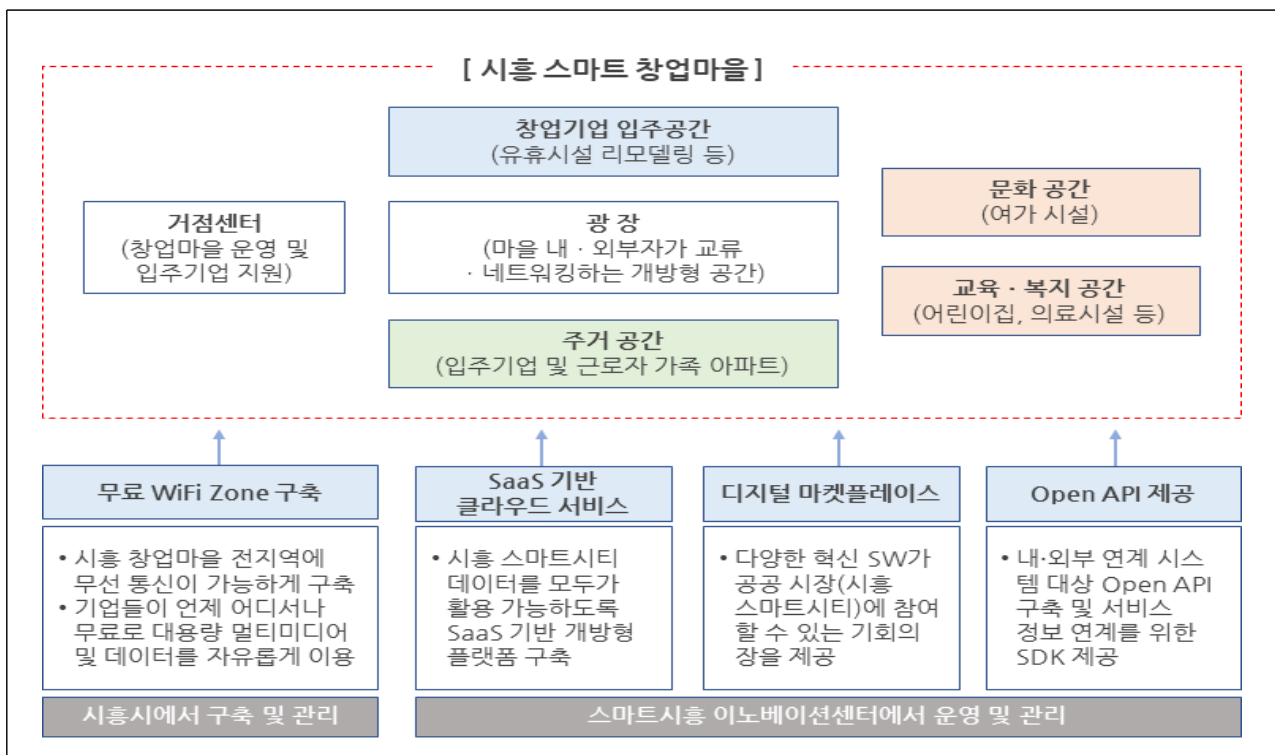 [ 시흥 스마트 창업마을 ]
창업기업 입주공간
(유휴시설 리모델링 등)
거점센터
(창업마을 운영 및
입주기업 지원)
광 장
(마을 내 · 외부자가 교류
· 네트워킹하는 개방형 공간)
문화 공간
(여가 시설)
교육 · 복지 공간
(어린이집, 의료시설 등)
주거 공간
(입주기업 및 근로자 가족 아파트)
무료 WiFi Zone 구축
• 시흥 창업마을 전지역에
무선 통신이 가능하게 구축
• 기업들이 언제 어디서나
무료로 대용량 멀티미디어
및 데이터를 자유롭게 이용
시흥시에서 구축 및 관리
SaaS 기반
클라우드 서비스
• 시흥 스마트시티
데이터를 모두가
활용 가능하도록
SaaS 기반 개방형
플랫폼 구축
디지털 마켓플레이스
• 다양한 혁신 SW가
공공 시장(시흥
스마트시티)에 참여
할 수 있는 기회의
장을 제공
Open API 제공
• 내·외부 연계 시스
템 대상 Open API
구축 및 서비스
정보 연계를 위한
SDK 제공
스마트시흥 이노베이션센터에서 운영 및 관리